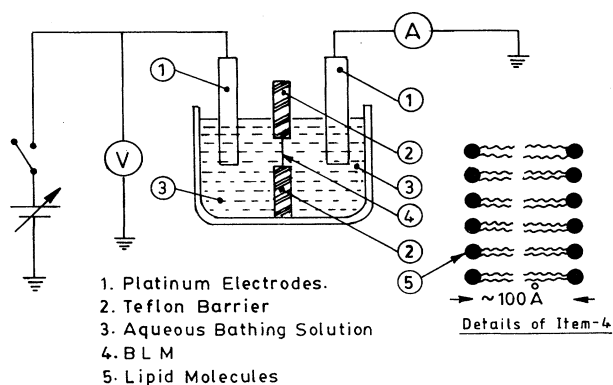 A
1
1
V
2
3
3
4
2
5
~100 Å
Details of Item-4
1. Platinum Electrodes.
2. Teflon Barrier
3. Aqueous Bathing Solution
4. BLM
5. Lipid Molecules